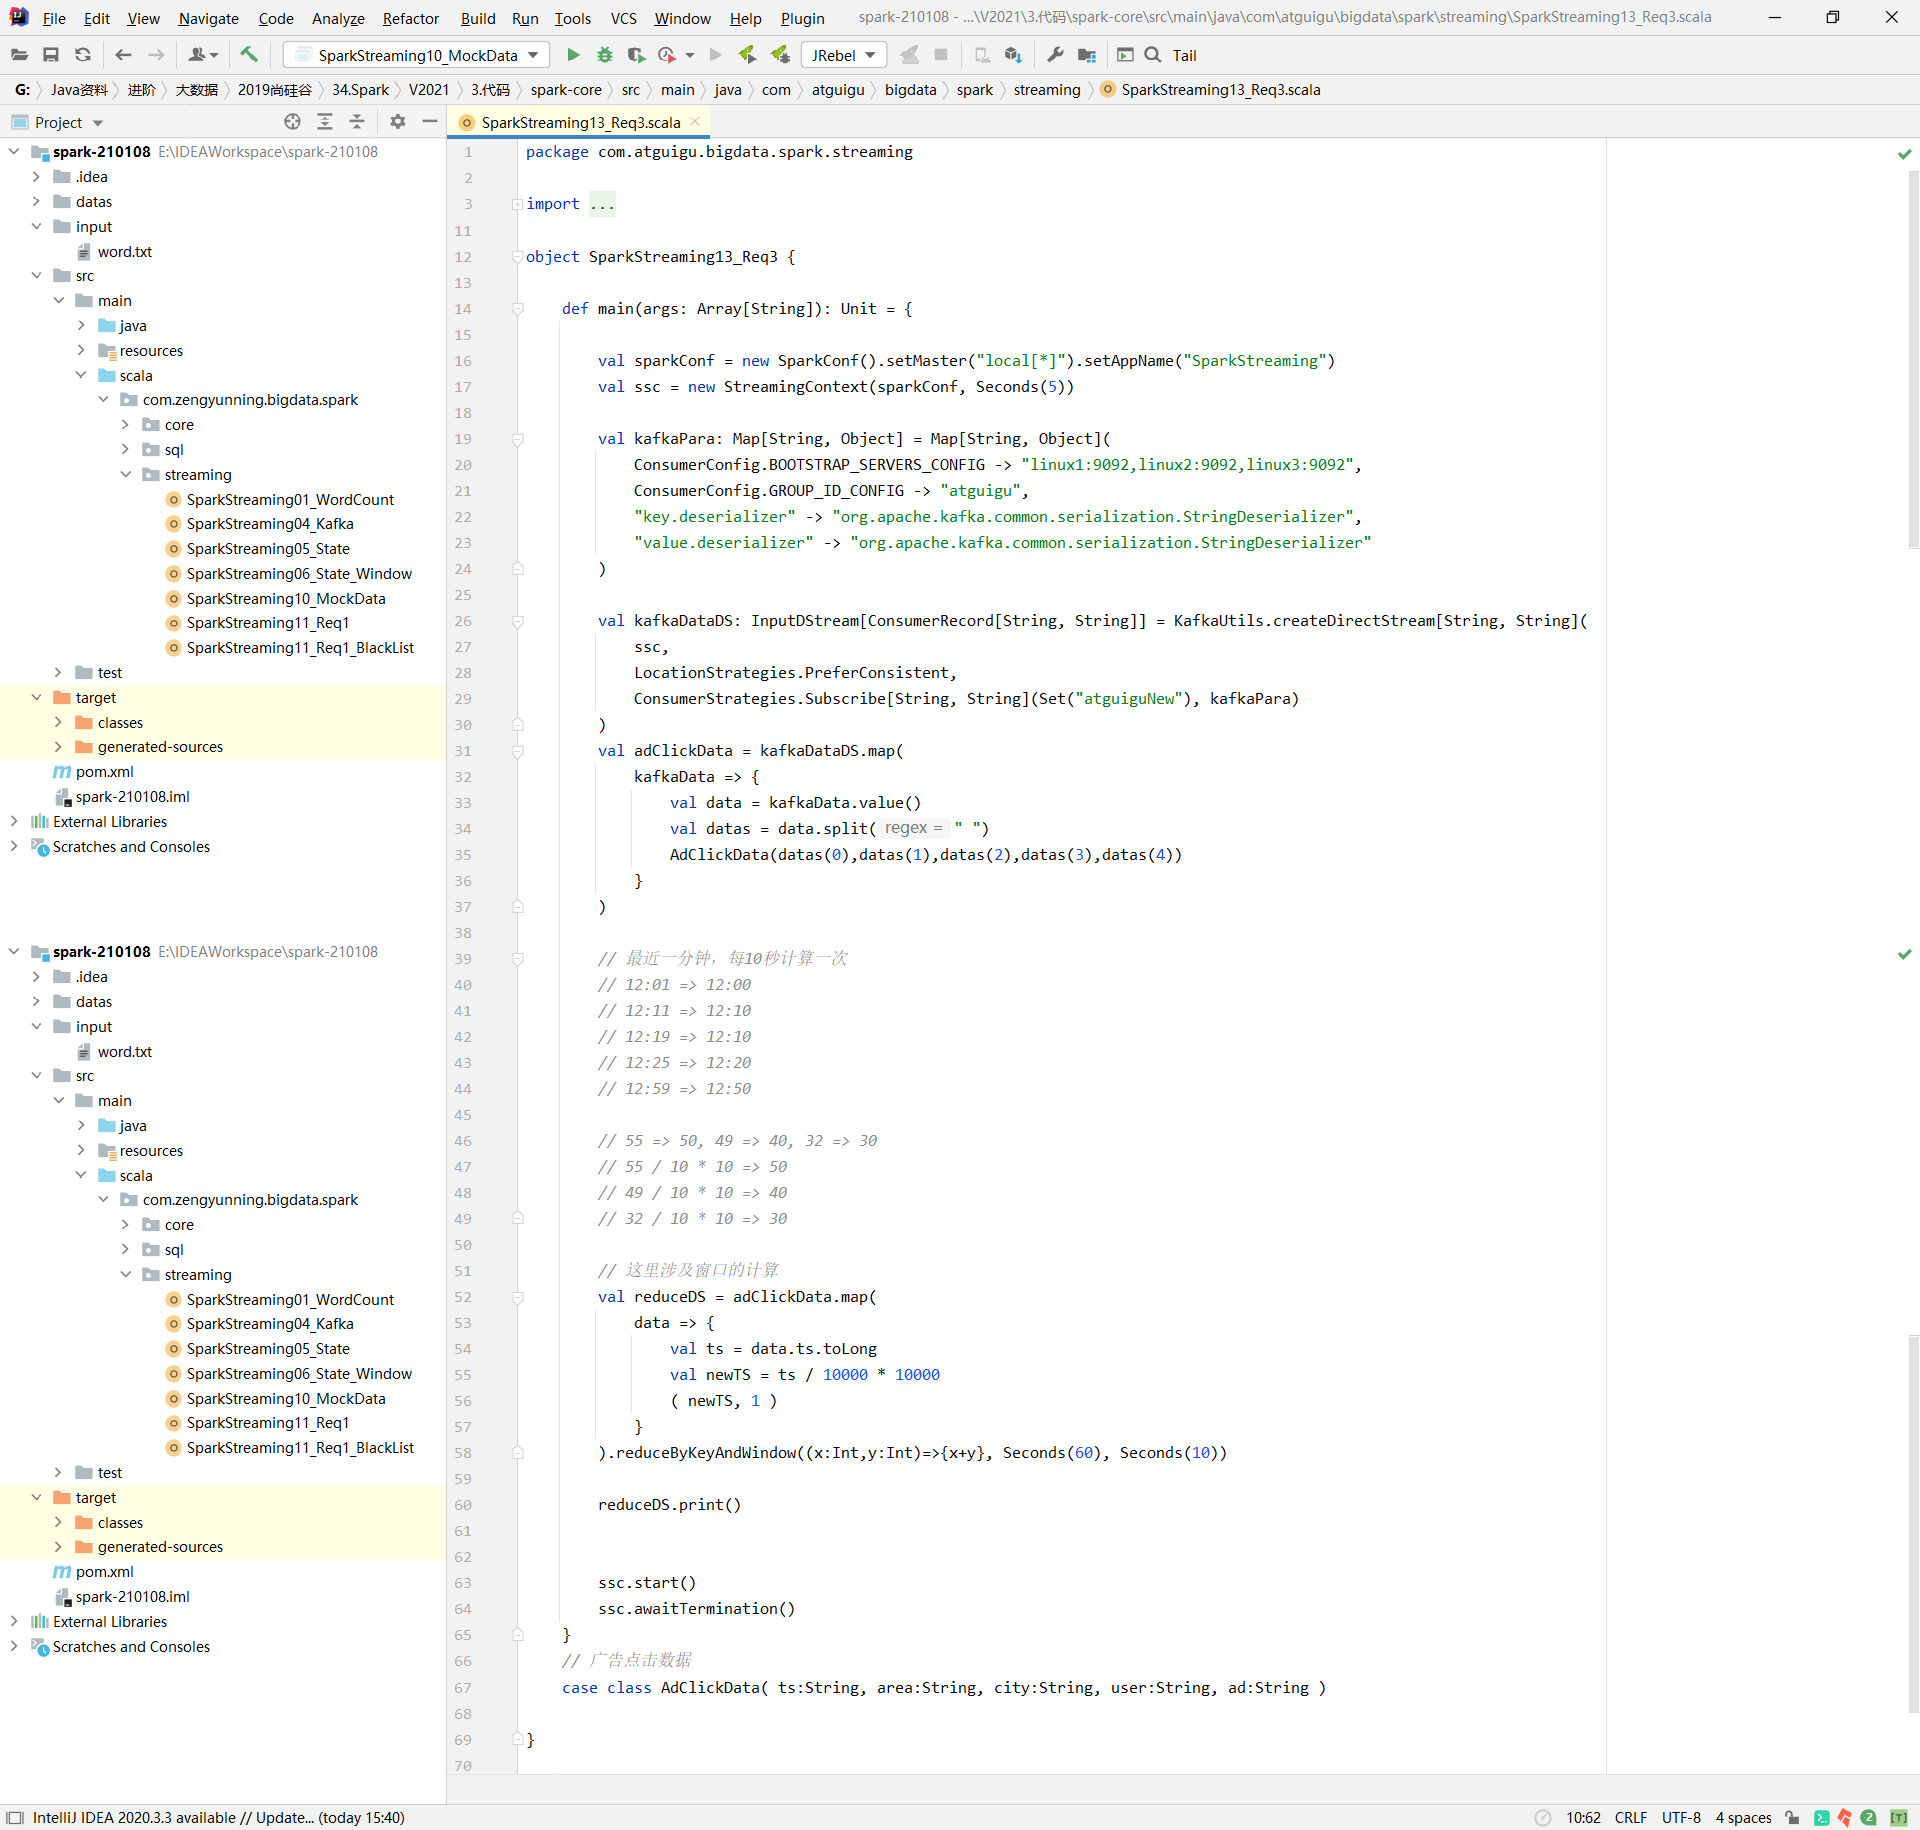 File Edit View Navigate Code Analyze Refactor Build Run Tools VCS Window Help Plugin spark-210108 - ...\V2021\3.代码\spark-core\src\main\java\com\atguigu\bigdata\spark\streaming\SparkStreaming13_Req3.scala
SparkStreaming10_MockData JRebel Tail
G: Java资料 进阶 大数据 2019尚硅谷 34.Spark V2021 3.代码 spark-core src main java com atguigu bigdata spark streaming SparkStreaming13_Req3.scala
Project
spark-210108 E:\IDEAWorkspace\spark-210108
.idea
datas
input
word.txt
src
main
java
resources
scala
com.zengyunning.bigdata.spark
core
sql
streaming
SparkStreaming01_WordCount
SparkStreaming04_Kafka
SparkStreaming05_State
SparkStreaming06_State_Window
SparkStreaming10_MockData
SparkStreaming11_Req1
SparkStreaming11_Req1_BlackList
test
target
classes
generated-sources
pom.xml
spark-210108.iml
External Libraries
Scratches and Consoles
spark-210108 E:\IDEAWorkspace\spark-210108
.idea
datas
input
word.txt
src
main
java
resources
scala
com.zengyunning.bigdata.spark
core
sql
streaming
SparkStreaming01_WordCount
SparkStreaming04_Kafka
SparkStreaming05_State
SparkStreaming06_State_Window
SparkStreaming10_MockData
SparkStreaming11_Req1
SparkStreaming11_Req1_BlackList
test
target
classes
generated-sources
pom.xml
spark-210108.iml
External Libraries
Scratches and Consoles
SparkStreaming13_Req3.scala
1 package com.atguigu.bigdata.spark.streaming
2
3 import ...
11
12 object SparkStreaming13_Req3 {
13
14 def main(args: Array[String]): Unit = {
15
16 val sparkConf = new SparkConf().setMaster("local[*]").setAppName("SparkStreaming")
17 val ssc = new StreamingContext(sparkConf, Seconds(5))
18
19 val kafkaPara: Map[String, Object] = Map[String, Object](
20 ConsumerConfig.BOOTSTRAP_SERVERS_CONFIG -> "linux1:9092,linux2:9092,linux3:9092",
21 ConsumerConfig.GROUP_ID_CONFIG -> "atguigu",
22 "key.deserializer" -> "org.apache.kafka.common.serialization.StringDeserializer",
23 "value.deserializer" -> "org.apache.kafka.common.serialization.StringDeserializer"
24 )
25
26 val kafkaDataDS: InputDStream[ConsumerRecord[String, String]] = KafkaUtils.createDirectStream[String, String](
27 ssc,
28 LocationStrategies.PreferConsistent,
29 ConsumerStrategies.Subscribe[String, String](Set("atguiguNew"), kafkaPara)
30 )
31 val adClickData = kafkaDataDS.map(
32 kafkaData => {
33 val data = kafkaData.value()
34 val datas = data.split( regex = " ")
35 AdClickData(datas(0),datas(1),datas(2),datas(3),datas(4))
36 }
37 )
38
39 // 最近一分钟，每10秒计算一次
40 // 12:01 => 12:00
41 // 12:11 => 12:10
42 // 12:19 => 12:10
43 // 12:25 => 12:20
44 // 12:59 => 12:50
45
46 // 55 => 50, 49 => 40, 32 => 30
47 // 55 / 10 * 10 => 50
48 // 49 / 10 * 10 => 40
49 // 32 / 10 * 10 => 30
50
51 // 这里涉及窗口的计算
52 val reduceDS = adClickData.map(
53 data => {
54 val ts = data.ts.toLong
55 val newTS = ts / 10000 * 10000
56 ( newTS, 1 )
57 }
58 ).reduceByKeyAndWindow((x:Int,y:Int)=>{x+y}, Seconds(60), Seconds(10))
59
60 reduceDS.print()
61
62
63 ssc.start()
64 ssc.awaitTermination()
65 }
66 // 广告点击数据
67 case class AdClickData( ts:String, area:String, city:String, user:String, ad:String )
68
69 }
70
IntelliJ IDEA 2020.3.3 available // Update... (today 15:40) 10:62 CRLF UTF-8 4 spaces 2 [T]